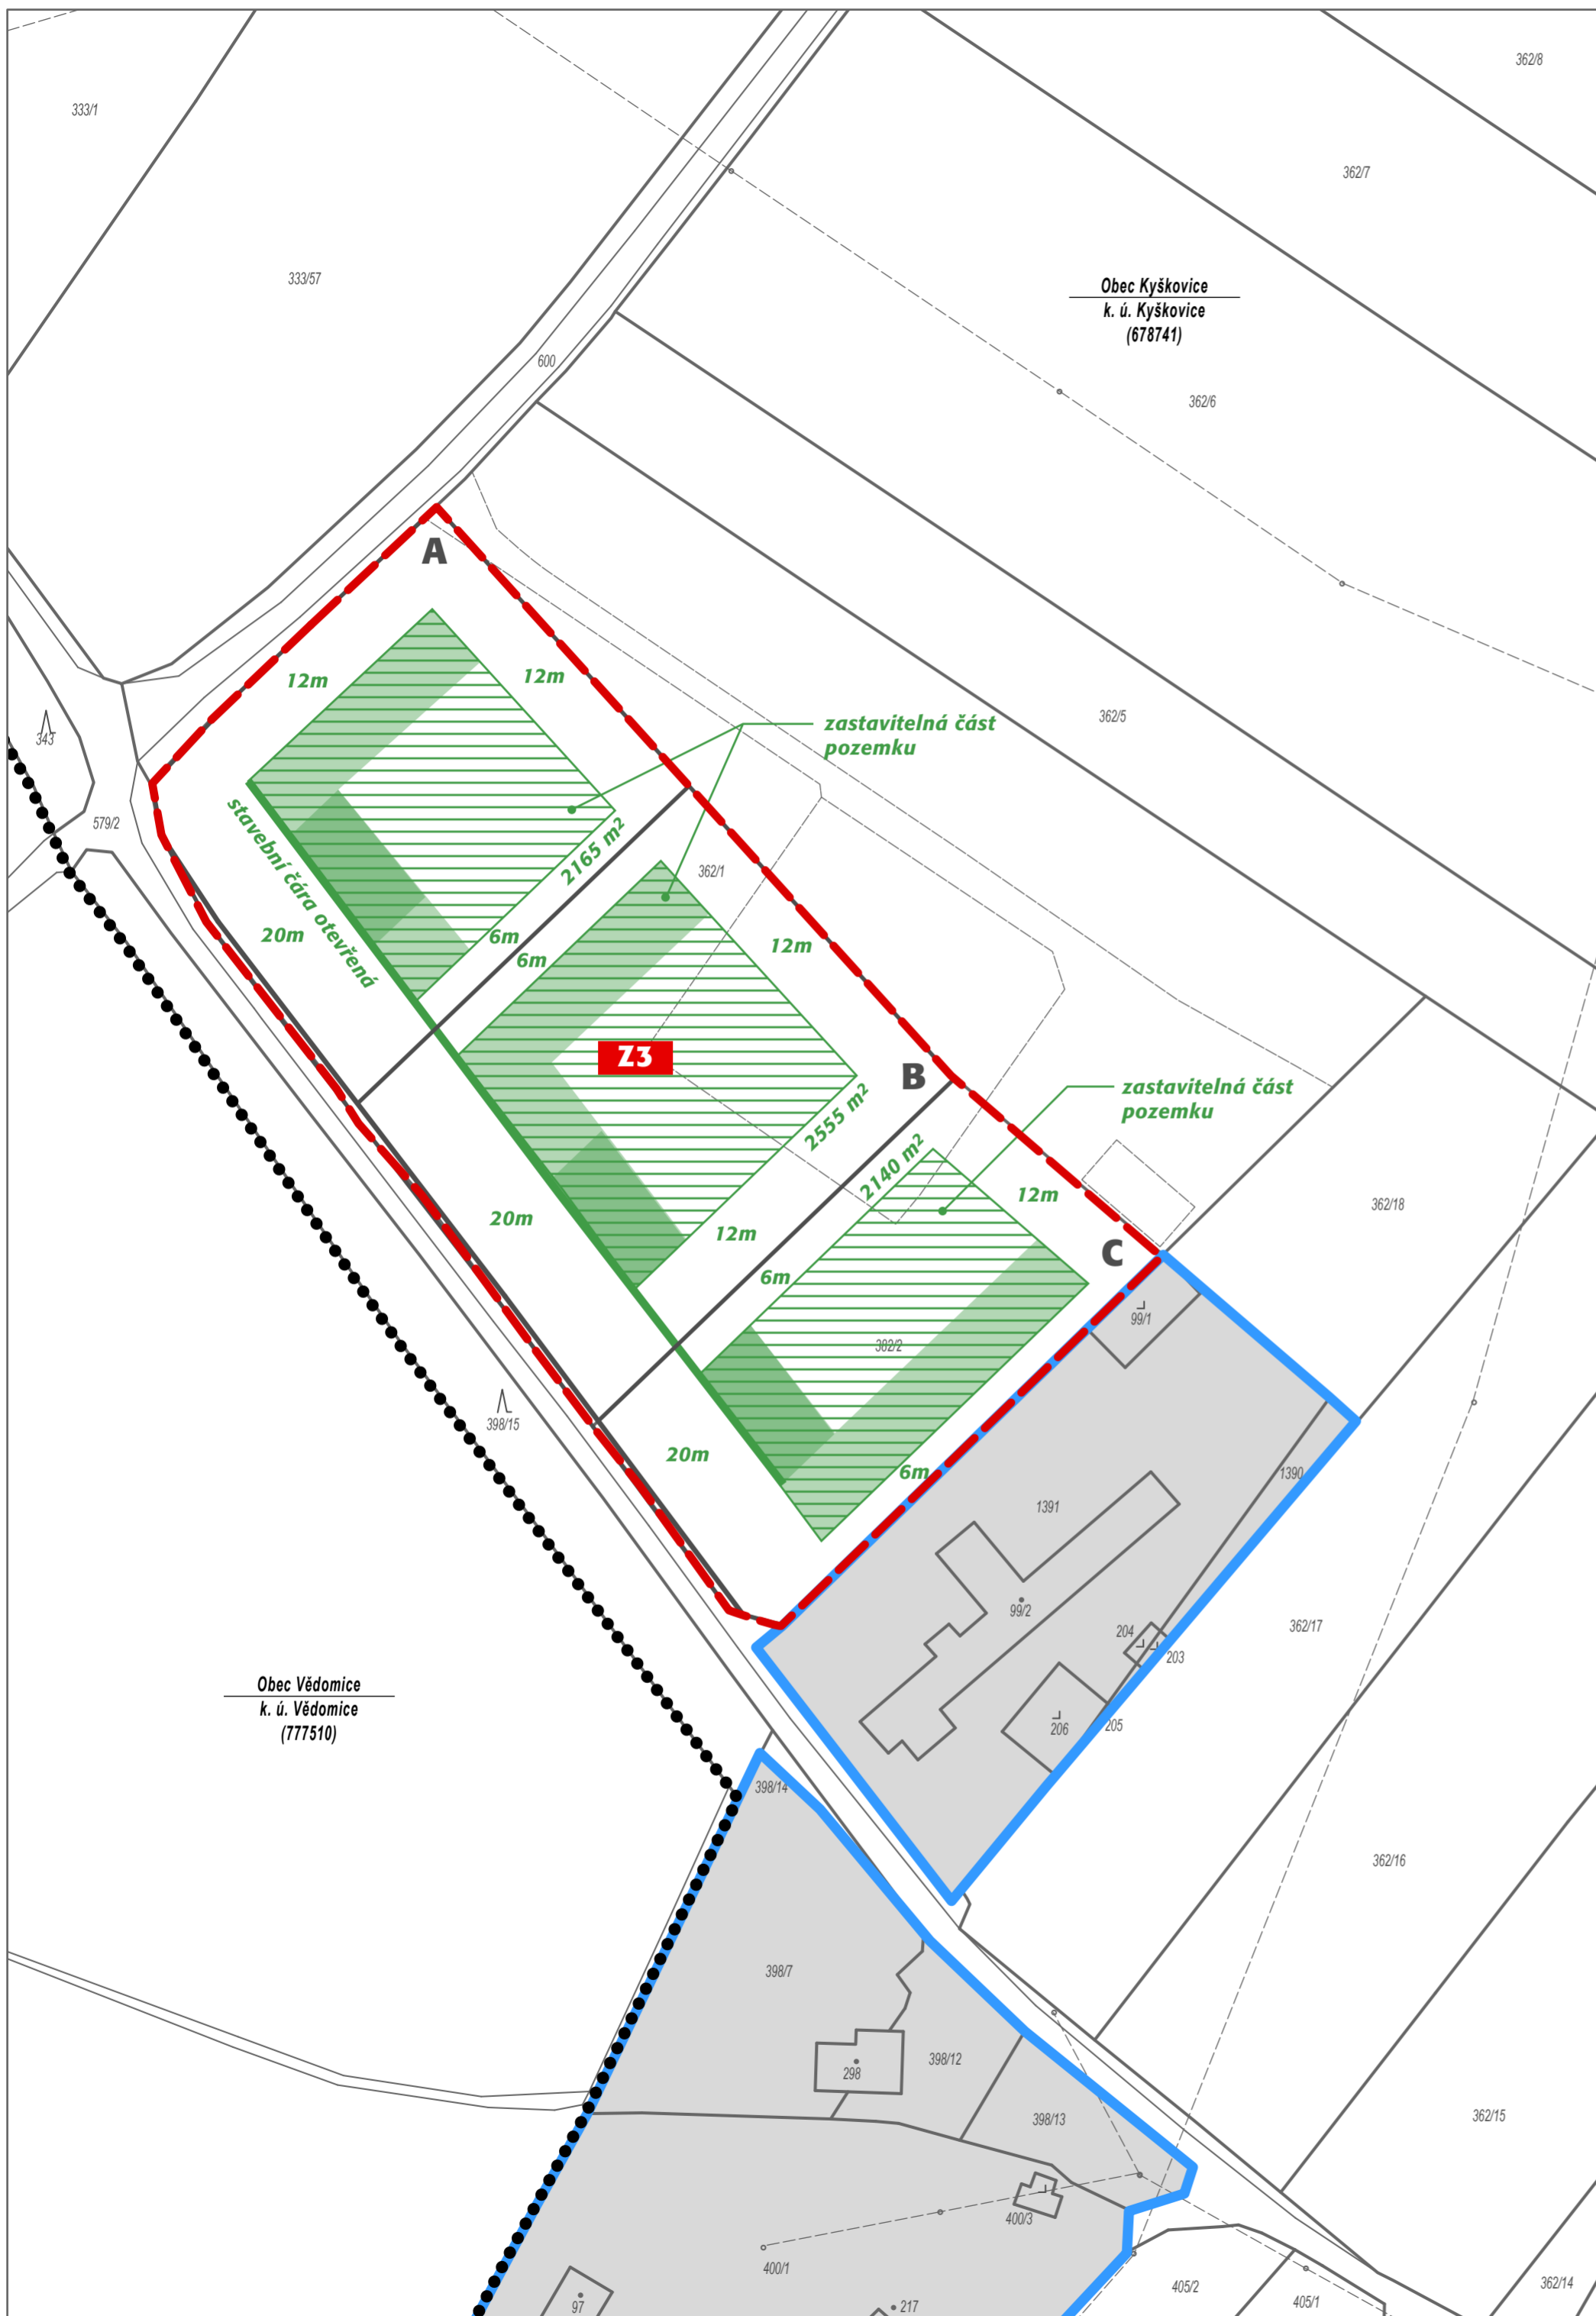 362/8
333/1
362/7
333/57
Obec Kyškovice
k. ú. Kyškovice
(678741)
600
362/6
A
12m
12m
362/5
zastavitelná část
pozemku
343
579/2
stavební čára otevřená
2165 m²
362/1
20m
6m
6m
12m
Z3
B
zastavitelná část
pozemku
2555 m²
2140 m²
12m
362/18
20m
12m
6m
C
99/1
382/2
398/15
20m
6m
1390
1391
99/2
204
203
362/17
Obec Vědomice
k. ú. Vědomice
(777510)
206
205
398/14
362/16
398/7
298
398/12
398/13
362/15
400/3
400/1
405/2
362/14
405/1
97
217